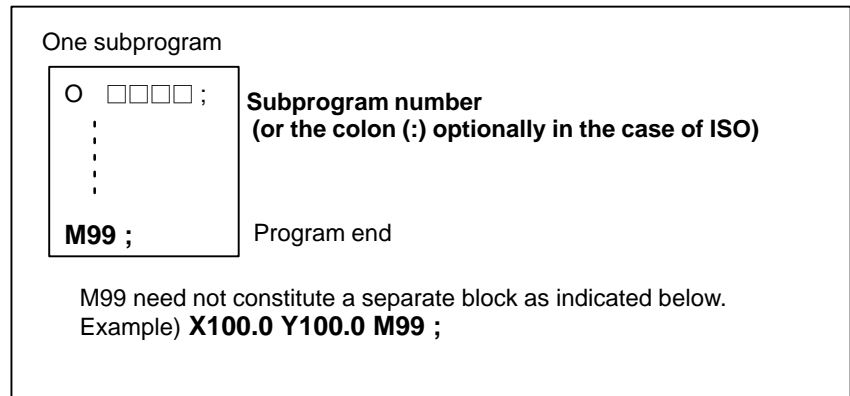 One subprogram
O □□□□ ;
Subprogram number
(or the colon (:) optionally in the case of ISO)
M99 ;
Program end
M99 need not constitute a separate block as indicated below.
Example) X100.0 Y100.0 M99 ;